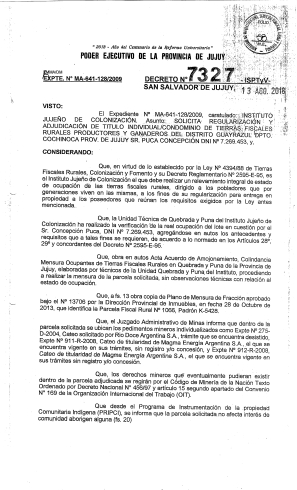 "2018 - Año del Centenario de la Reforma Universitaria"
PODER EJECUTIVO DE LA PROVINCIA DE JUJUY
EXPTE. Nº MA-641-128/2009
DECRETO Nº 7327 -ISPTyV-
SAN SALVADOR DE JUJUY, 13 AGO. 2018
VISTO:
El Expediente Nº MA-641-128/2009, caratulado: INSTITUTO
JUJEÑO DE COLONIZACIÓN. Asunto: SOLICITA REGULARIZACIÓN Y
ADJUDICACIÓN DE TITULO INDIVIDUAL/CONDOMINIO DE TIERRAS FISCALES
RURALES PRODUCTORES Y GANADEROS DEL DISTRITO QUAYRAZUL DPTO.
COCHINOCA PROV. DE JUJUY SR. PUCA CONCEPCIÓN DNI Nº 7.269.453, y,
CONSIDERANDO:
Que, en virtud de lo establecido por la Ley Nº 4394/88 de Tierras
Fiscales Rurales, Colonización y Fomento y su Decreto Reglamentario Nº 2595-E-95, es
el Instituto Jujeño de Colonización el que debe realizar un relevamiento integral de estado
de ocupación de las tierras fiscales rurales, dirigido a los pobladores que por
generaciones viven en las mismas, a los fines de su regularización para entrega en
propiedad a los poseedores que reúnan los requisitos exigidos por la Ley antes
mencionada.
Que, la Unidad Técnica de Quebrada y Puna del Instituto Jujeño de
Colonización ha realizado la verificación de la real ocupación del lote en cuestión por el
Sr. Concepción Puca, DNI Nº 7.269.453, agregándose en autos los antecedentes y
requisitos que a tales fines se requieren, de acuerdo a lo normado en los Artículos 28º,
29º y concordantes del Decreto Nº 2595-E-95.
Que, obra en autos Acta Acuerdo de Amojonamiento, Colindancia
Mensura Ocupantes de Tierras Fiscales Rurales en Quebrada y Puna de la Provincia de
Jujuy, elaboradas por técnicos de la Unidad Quebrada y Puna del Instituto, procediendo
a realizar la mensura de la parcela solicitada, sin observaciones técnicas con relación al
estado de ocupación.
Que, a fs. 13 obra copia de Plano de Mensura de Fracción aprobado
bajo el Nº 13706 por la Dirección Provincial de Inmuebles, en fecha 28 de Octubre de
2013, que identifica la Parcela Fiscal Rural Nº 1066, Padrón K-5428.
Que, el Juzgado Administrativo de Minas informa que dentro de la
parcela solicitada se ubican los pedimentos mineros individualizados como Expte Nº 275-
D-2004, Cateo solicitado por Rio Doce Argentina S.A., trámite que se encuentra desistido,
Expte Nº 911-R-2008, Cateo de titularidad de Magma Energía Argentina S.A., el que se
encuentra vigente en sus trámites, sin registro y/o concesión, y Expte Nº 912-R-2008,
Cateo de titularidad de Magma Energía Argentina S.A., el que se encuentra vigente en
sus trámites sin registro y/o concesión.
Que, los derechos mineros que eventualmente pudieran existir
dentro de la parcela adjudicada se regirán por el Código de Minería de la Nación Texto
Ordenado por Decreto Nacional Nº 456/97 y artículo 15 segundo apartado del Convenio
Nº 169 de la Organización Internacional del Trabajo (OIT).
Que desde el Programa de Instrumentación de la propiedad
Comunitaria Indígena (PRIPCI), se informa que la parcela solicitada no afecta interés de
comunidad aborigen alguna (fs. 20)